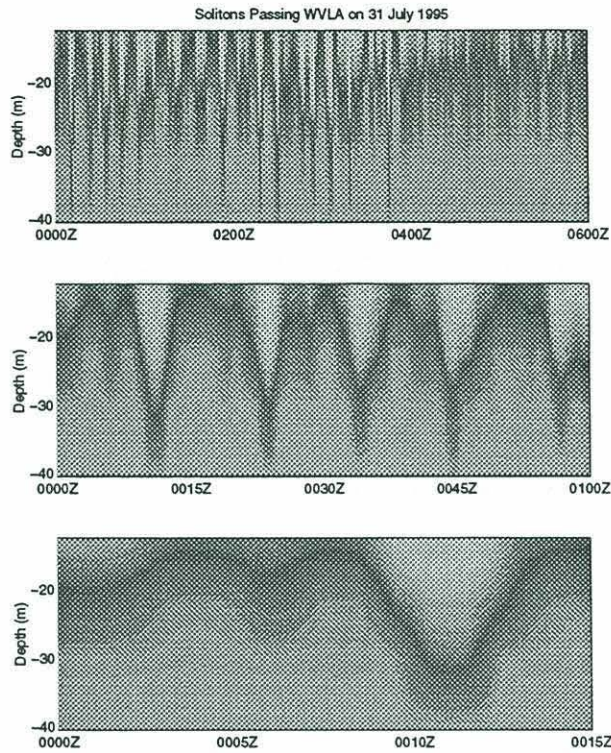 Solitons Passing WVLA on 31 July 1995
Depth (m)
−20
−30
−40
0000Z 0200Z 0400Z 0600Z
Depth (m)
−20
−30
−40
0000Z 0015Z 0030Z 0045Z 0100Z
Depth (m)
−20
−30
−40
0000Z 0005Z 0010Z 0015Z